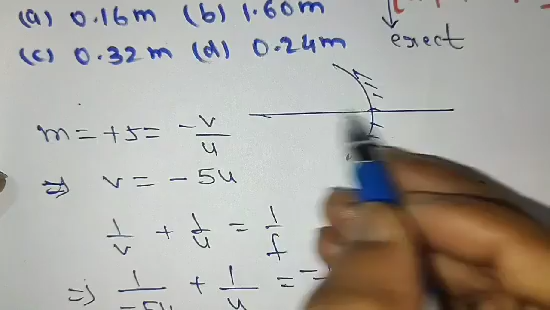 (a) 0.16m (b) 1.60m
(c) 0.32m (d) 0.24m
erect
m = +5 = -v/u
⇒ v = -5u
1/v + 1/u = 1/f
⇒ 1/-5u + 1/u = -